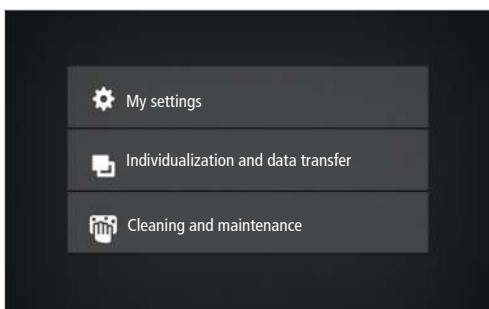 My settings
Individualization and data transfer
Cleaning and maintenance